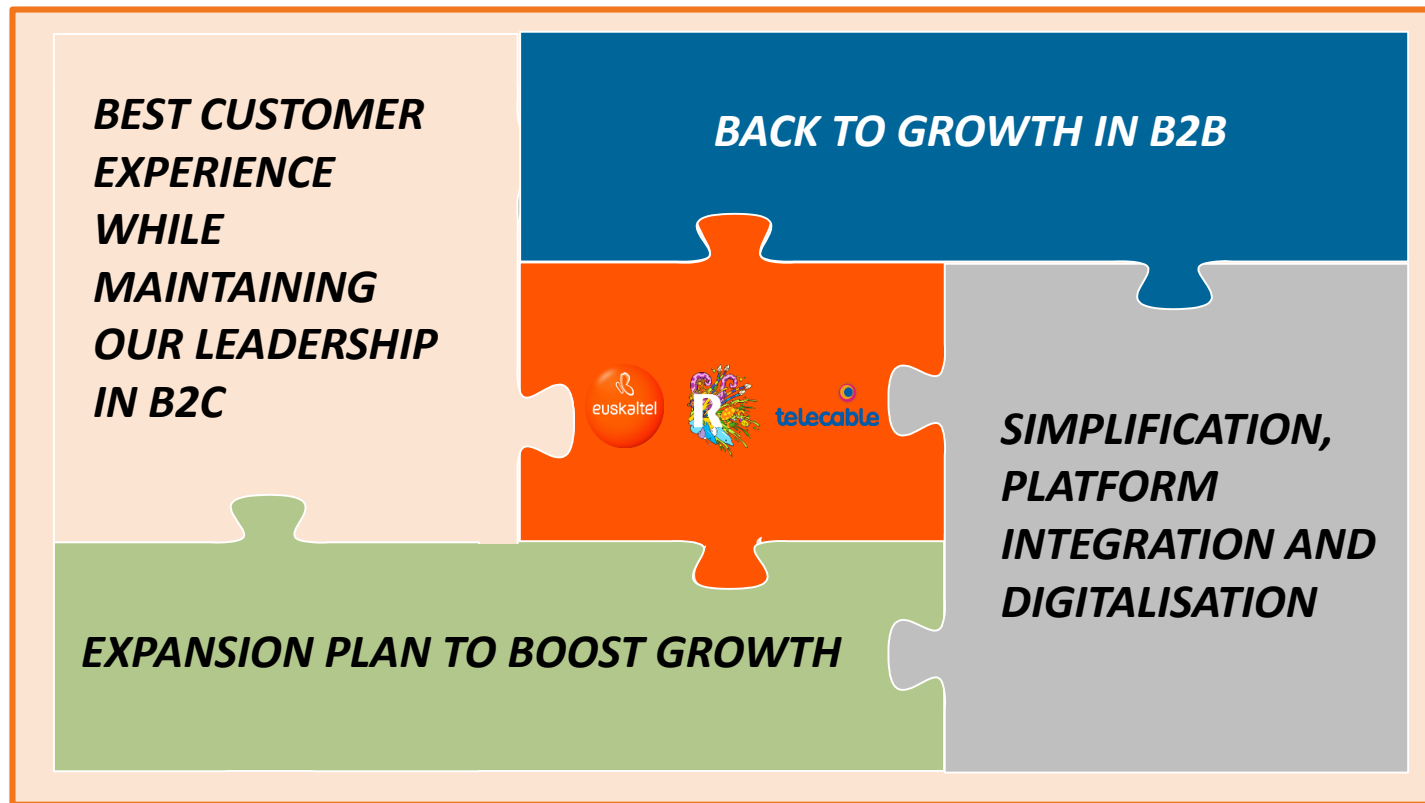 BEST CUSTOMER
EXPERIENCE
WHILE
MAINTAINING
OUR LEADERSHIP
IN B2C
BACK TO GROWTH IN B2B
euskaltel
R
telecable
SIMPLIFICATION,
PLATFORM
INTEGRATION AND
DIGITALISATION
EXPANSION PLAN TO BOOST GROWTH